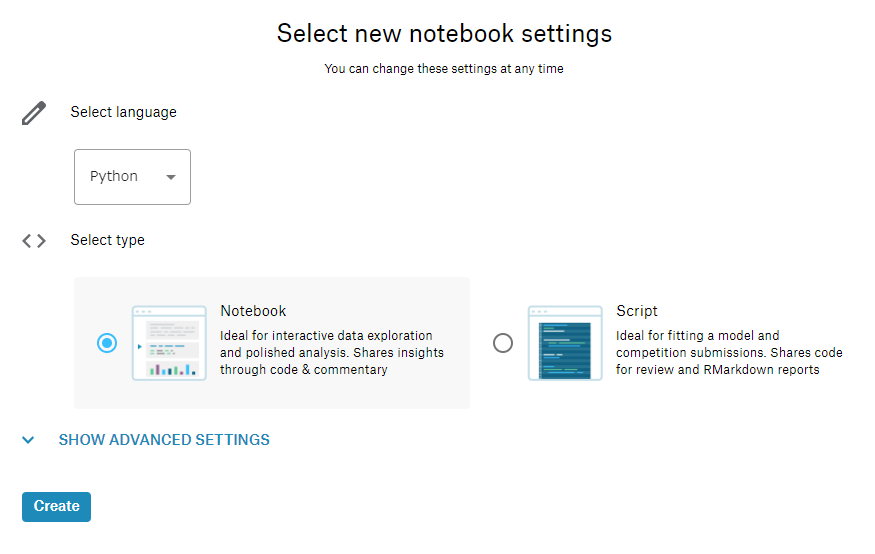 Select new notebook settings
You can change these settings at any time
Select language
Python
Select type
Notebook
Ideal for interactive data exploration
and polished analysis. Shares insights
through code & commentary
Script
Ideal for fitting a model and
competition submissions. Shares code
for review and RMarkdown reports
SHOW ADVANCED SETTINGS
Create